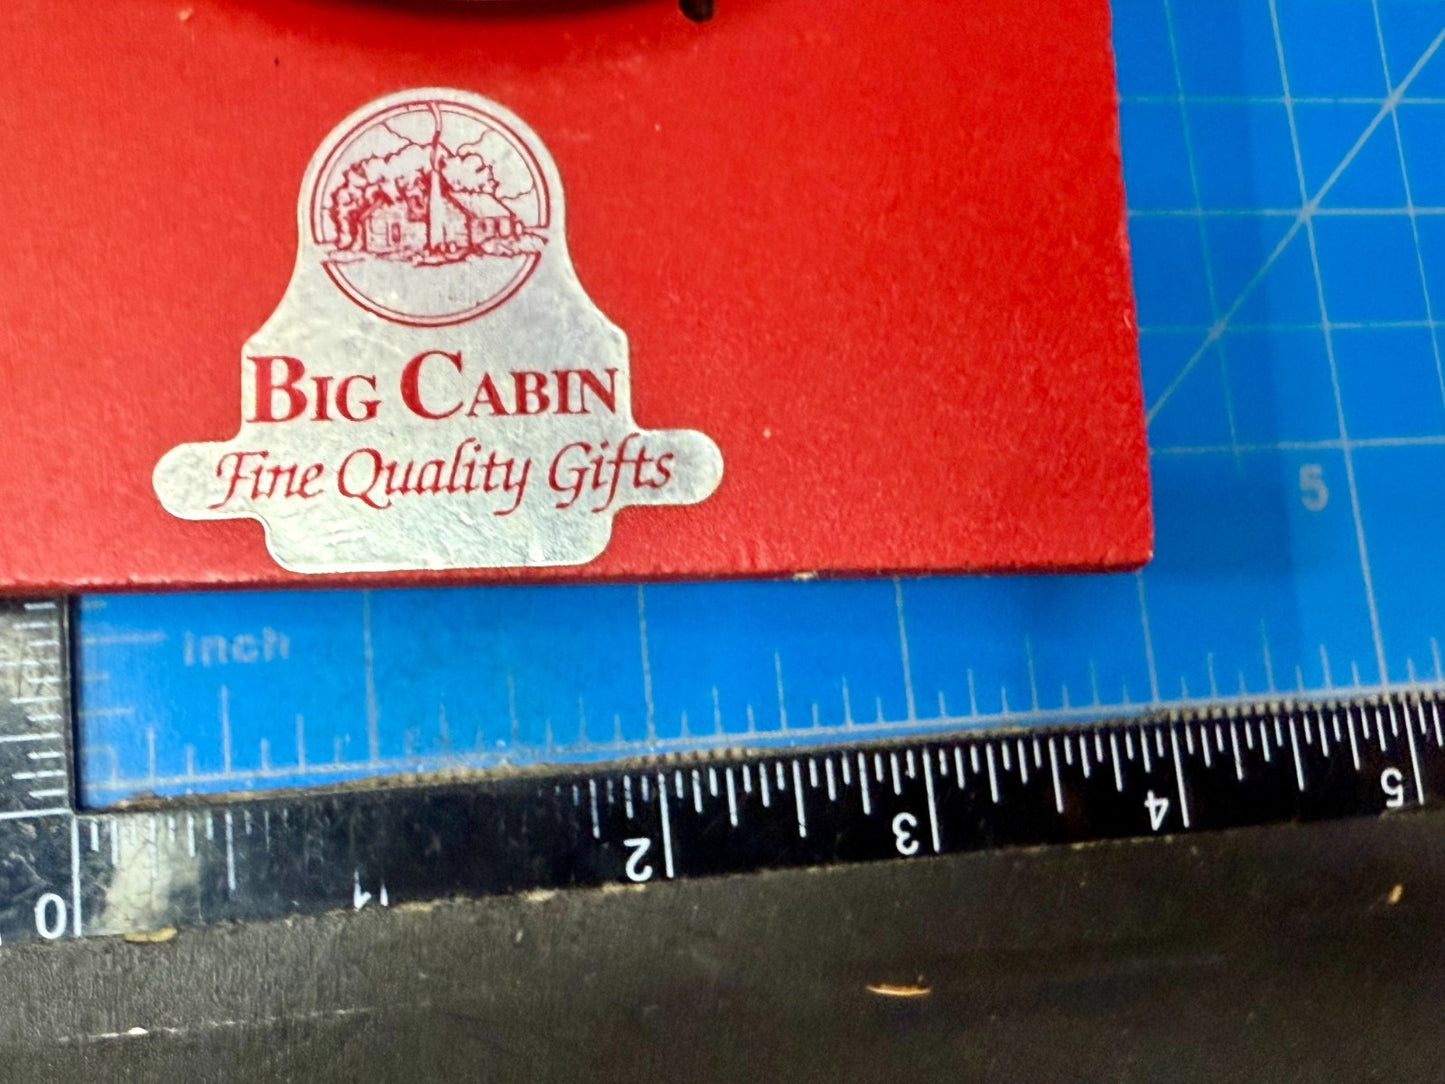 BIG CABIN
Fine Quality Gifts
5
inch
0 1 2 3 4 5